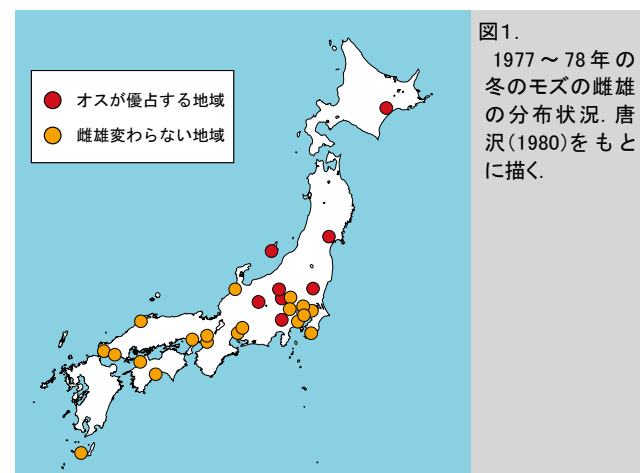 オスが優占する地域
雌雄変わらない地域
図1.
1977～78年の
冬のモズの雌雄
の分布状況. 唐
沢(1980)をもと
に描く.